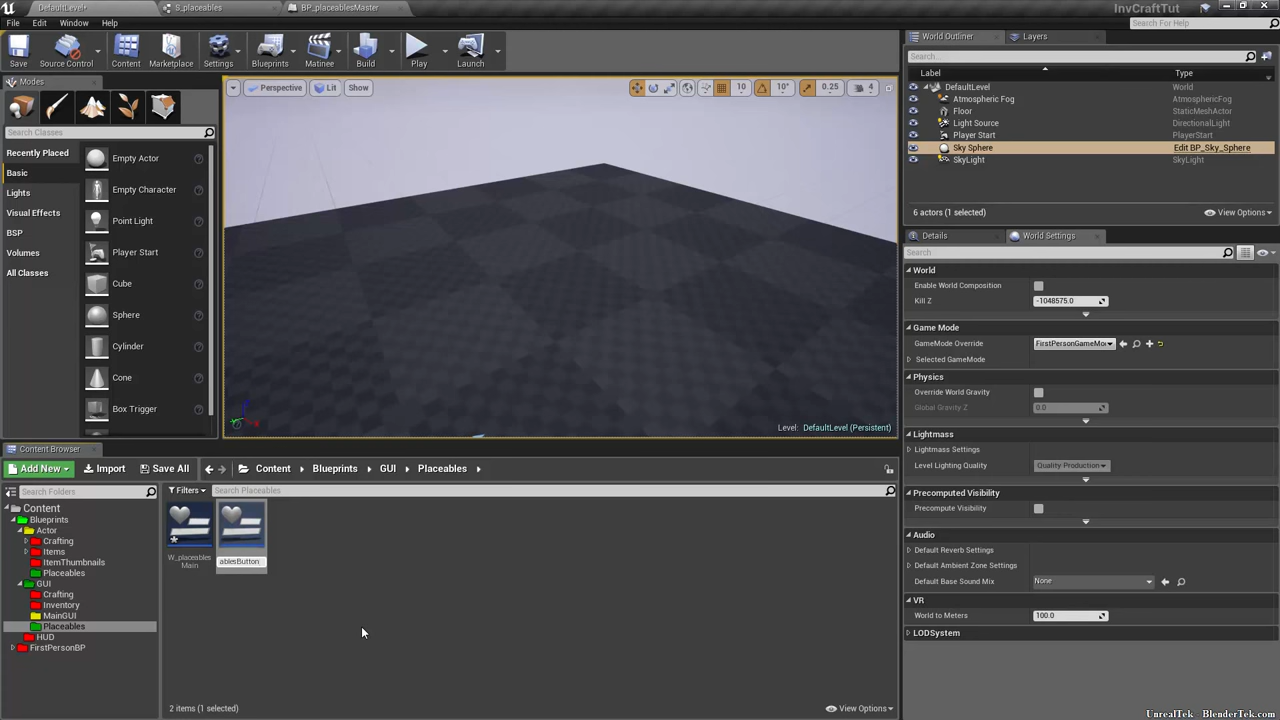 DefaultLevel*
S_placeables
BP_placeablesMaster
InvCraftTut
File Edit Window Help
Search For Help
Save
Source Control
Content
Marketplace
Settings
Blueprints
Matinee
Build
Play
Launch
Modes
Search Classes
Recently Placed
Basic
Lights
Visual Effects
BSP
Volumes
All Classes
Empty Actor
Empty Character
Point Light
Player Start
Cube
Sphere
Cylinder
Cone
Box Trigger
Perspective
Lit
Show
10
10°
0.25
4
Level: DefaultLevel (Persistent)
World Outliner
Layers
Search...
Label Type
DefaultLevel World
Atmospheric Fog AtmosphericFog
Floor StaticMeshActor
Light Source DirectionalLight
Player Start PlayerStart
Sky Sphere Edit BP_Sky_Sphere
SkyLight SkyLight
6 actors (1 selected)
View Options
Details
World Settings
Search
World
Enable World Composition
Kill Z -1048575.0
Game Mode
GameMode Override FirstPersonGameMo
Selected GameMode
Physics
Override World Gravity
Global Gravity Z 0.0
Lightmass
Lightmass Settings
Level Lighting Quality Quality Production
Precomputed Visibility
Precompute Visibility
Audio
Default Reverb Settings
Default Ambient Zone Settings
Default Base Sound Mix None
VR
World to Meters 100.0
LODSystem
Content Browser
Add New
Import
Save All
Content Blueprints GUI Placeables
Search Folders
Filters
Search Placeables
Content
Blueprints
Actor
Crafting
Items
ItemThumbnails
Placeables
GUI
Crafting
Inventory
MainGUI
Placeables
HUD
FirstPersonBP
W_placeables
Main
ablesButton
2 items (1 selected)
View Options
UnrealTek - BlenderTek.com